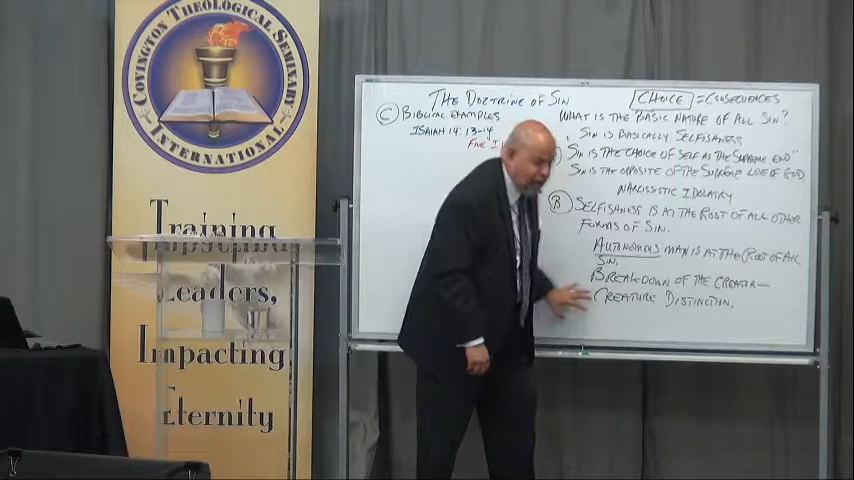 COVINGTON THEOLOGICAL SEMINARY
INTERNATIONAL
Training
Leaders,
Impacting
Eternity
THE DOCTRINE OF SIN
C BIBLICAL EXAMPLES
ISAIAH 14:13-14
FIVE I
CHOICE = CONSEQUENCES
WHAT IS THE BASIC NATURE OF ALL SIN?
SIN IS BASICALLY SELFISHNESS,
SIN IS THE CHOICE OF SELF AS THE SUPREME END"
SIN IS THE OPPOSITE OF THE SUPREME LOVE OF GOD.
NARCISSISTIC IDOLATRY
B SELFISHNESS IS AT THE ROOT OF ALL OTHER
FORMS OF SIN.
AUTONOMOUS MAN IS AT THE ROOT OF ALL
SIN.
BREAKDOWN OF THE CREATOR-
CREATURE DISTINCTION.